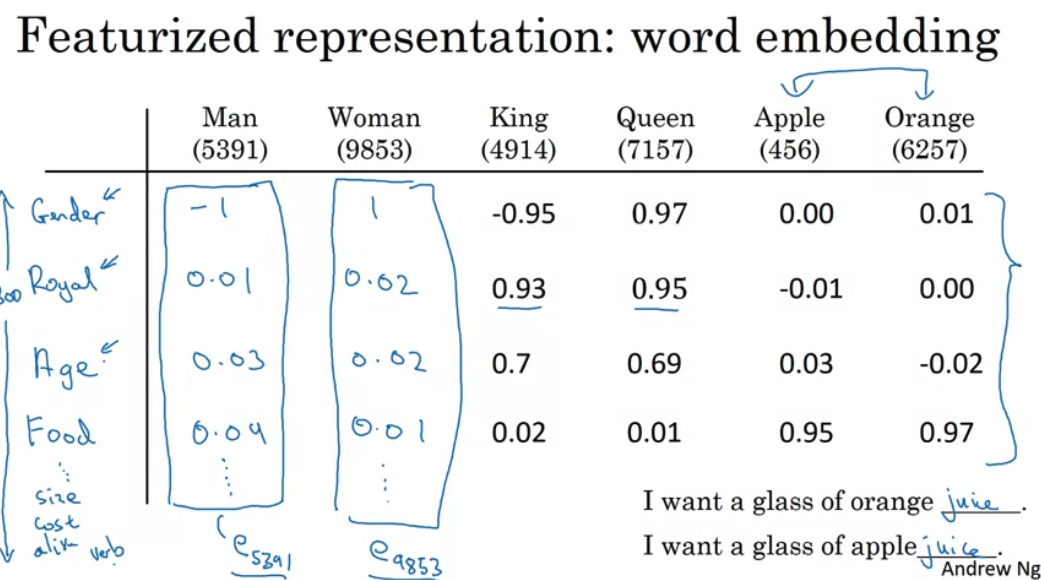 Featurized representation: word embedding
Man Woman King Queen Apple Orange
(5391) (9853) (4914) (7157) (456) (6257)
Gender -1 1 -0.95 0.97 0.00 0.01
300 Royal 0.01 0.02 0.93 0.95 -0.01 0.00
Age 0.03 0.02 0.7 0.69 0.03 -0.02
Food 0.09 0.01 0.02 0.01 0.95 0.97
size
cost
alive verb
e5391 e9853
I want a glass of orange juice.
I want a glass of apple juice.
Andrew Ng